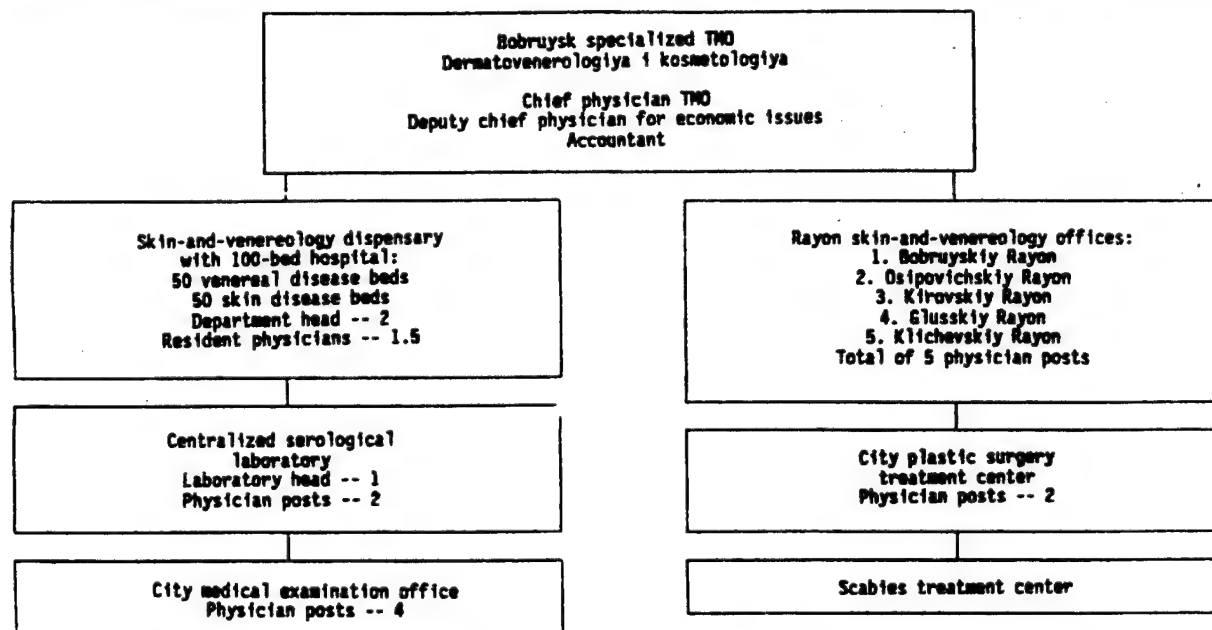 Bobruysk specialized TMO
Dermatovenerologiya i kosmetologiya
Chief physician TMO
Deputy chief physician for economic issues
Accountant
Skin-and-venereology dispensary
with 100-bed hospital:
50 venereal disease beds
50 skin disease beds
Department head -- 2
Resident physicians -- 1.5
Centralized serological
laboratory
Laboratory head -- 1
Physician posts -- 2
City medical examination office
Physician posts -- 4
Rayon skin-and-venereology offices:
1. Bobruyskiy Rayon
2. Osipovichskiy Rayon
3. Kirovskiy Rayon
4. Glusskiy Rayon
5. Klichevskiy Rayon
Total of 5 physician posts
City plastic surgery
treatment center
Physician posts -- 2
Scabies treatment center